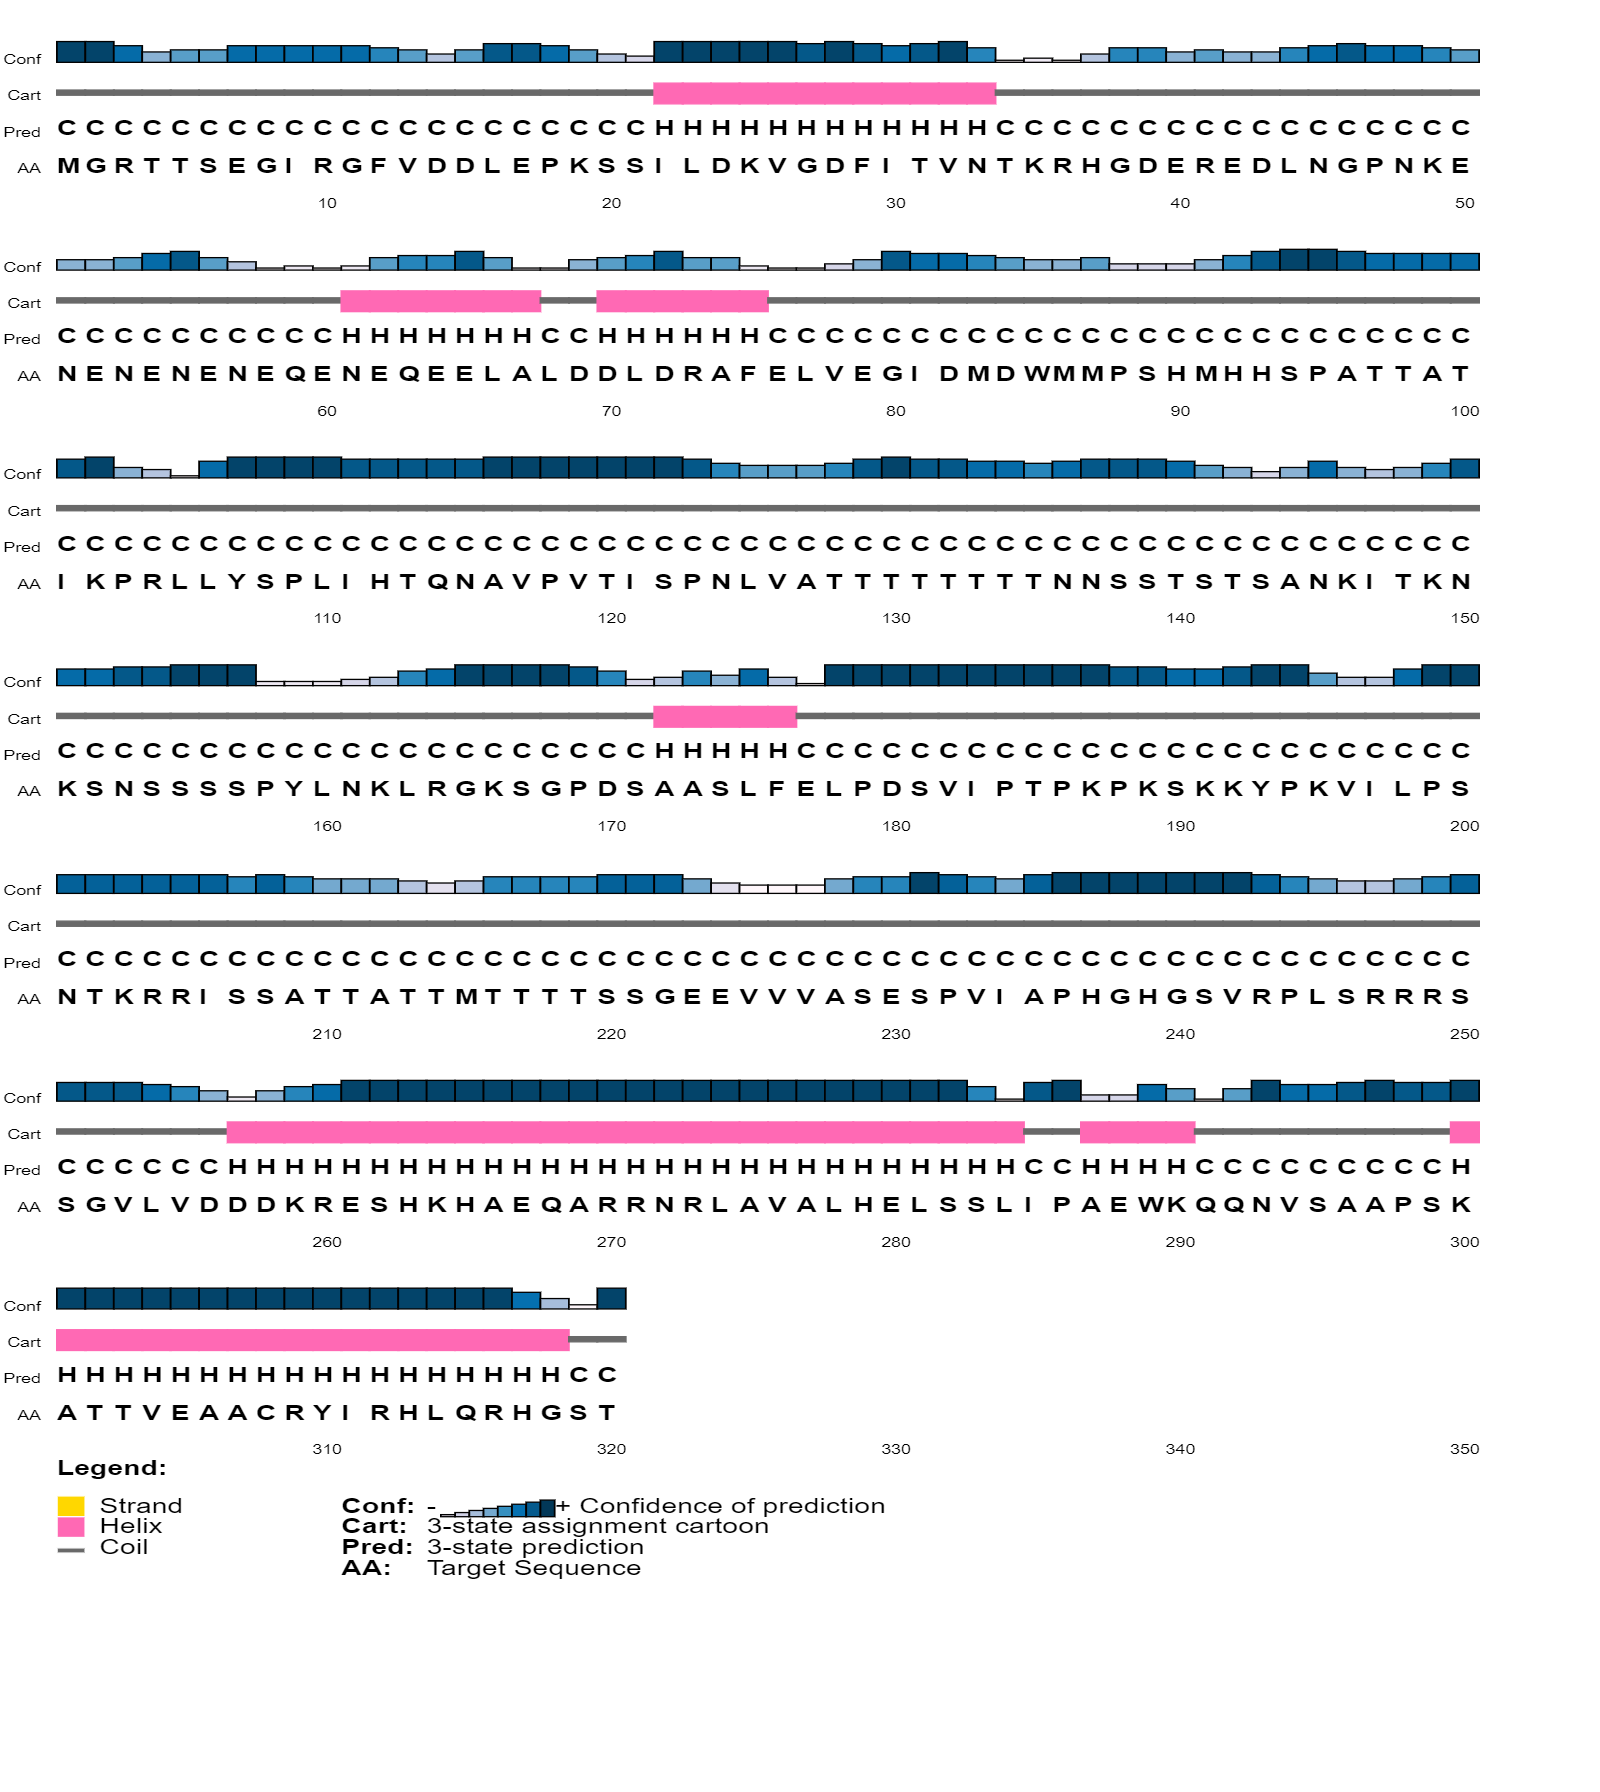 Conf
Cart
Pred C C C C C C C C C C C C C C C C C C C C C H H H H H H H H H H H H C C C C C C C C C C C C C C C C C
AA M G R T T S E G I R G F V D D L E P K S S I L D K V G D F I T V N T K R H G D E R E D L N G P N K E
10 20 30 40 50
Conf
Cart
Pred C C C C C C C C C C H H H H H H H C C H H H H H H C C C C C C C C C C C C C C C C C C C C C C C C C
AA N E N E N E N E Q E N E Q E E L A L D D L D R A F E L V E G I D M D W M M P S H M H H S P A T T A T
60 70 80 90 100
Conf
Cart
Pred C C C C C C C C C C C C C C C C C C C C C C C C C C C C C C C C C C C C C C C C C C C C C C C C C C
AA I K P R L L Y S P L I H T Q N A V P V T I S P N L V A T T T T T T T T N N S S T S T S A N K I T K N
110 120 130 140 150
Conf
Cart
Pred C C C C C C C C C C C C C C C C C C C C C H H H H H C C C C C C C C C C C C C C C C C C C C C C C C
AA K S N S S S S P Y L N K L R G K S G P D S A A S L F E L P D S V I P T P K P K S K K Y P K V I L P S
160 170 180 190 200
Conf
Cart
Pred C C C C C C C C C C C C C C C C C C C C C C C C C C C C C C C C C C C C C C C C C C C C C C C C C C
AA N T K R R I S S A T T A T T M T T T T S S G E E V V V A S E S P V I A P H G H G S V R P L S R R R S
210 220 230 240 250
Conf
Cart
Pred C C C C C C H H H H H H H H H H H H H H H H H H H H H H H H H H H H C C H H H H C C C C C C C C C H
AA S G V L V D D D K R E S H K H A E Q A R R N R L A V A L H E L S S L I P A E W K Q Q N V S A A P S K
260 270 280 290 300
Conf
Cart
Pred H H H H H H H H H H H H H H H H H H C C
AA A T T V E A A C R Y I R H L Q R H G S T
310 320 330 340 350
Legend:
Strand Conf: - + Confidence of prediction
Helix Cart: 3-state assignment cartoon
Coil Pred: 3-state prediction
AA: Target Sequence